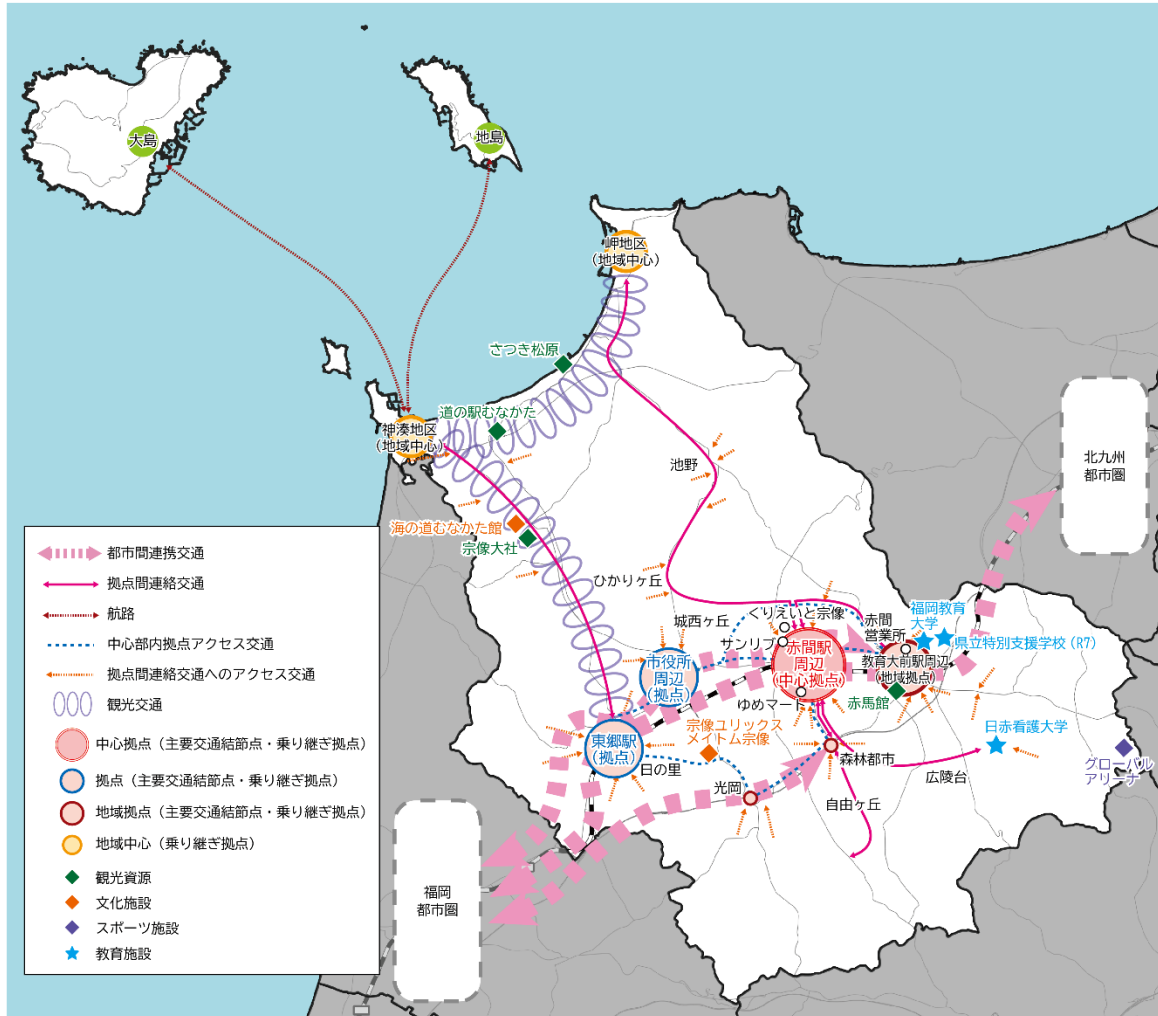 大島
地島
岬地区
(地域中心)
さつき松原
道の駅むなかた
神湊地区
(地域中心)
池野
北九州
都市圏
海の道むなかた館
宗像大社
ひかりヶ丘
城西ヶ丘
くりえいと宗像
サンリブ
赤間
営業所
福岡教育
大学
県立特別支援学校(R7)
赤間駅
周辺
(中心拠点)
教育大前駅周辺
(地域拠点)
市役所
周辺
(拠点)
ゆめマート
赤馬館
東郷駅
(拠点)
宗像ユリックス
メイトム宗像
日の里
光岡
森林都市
日赤看護大学
広陵台
グローバル
アリーナ
自由ヶ丘
福岡
都市圏
都市間連携交通
拠点間連絡交通
航路
中心部内拠点アクセス交通
拠点間連絡交通へのアクセス交通
観光交通
中心拠点(主要交通結節点・乗り継ぎ拠点)
拠点(主要交通結節点・乗り継ぎ拠点)
地域拠点(主要交通結節点・乗り継ぎ拠点)
地域中心(乗り継ぎ拠点)
観光資源
文化施設
スポーツ施設
教育施設